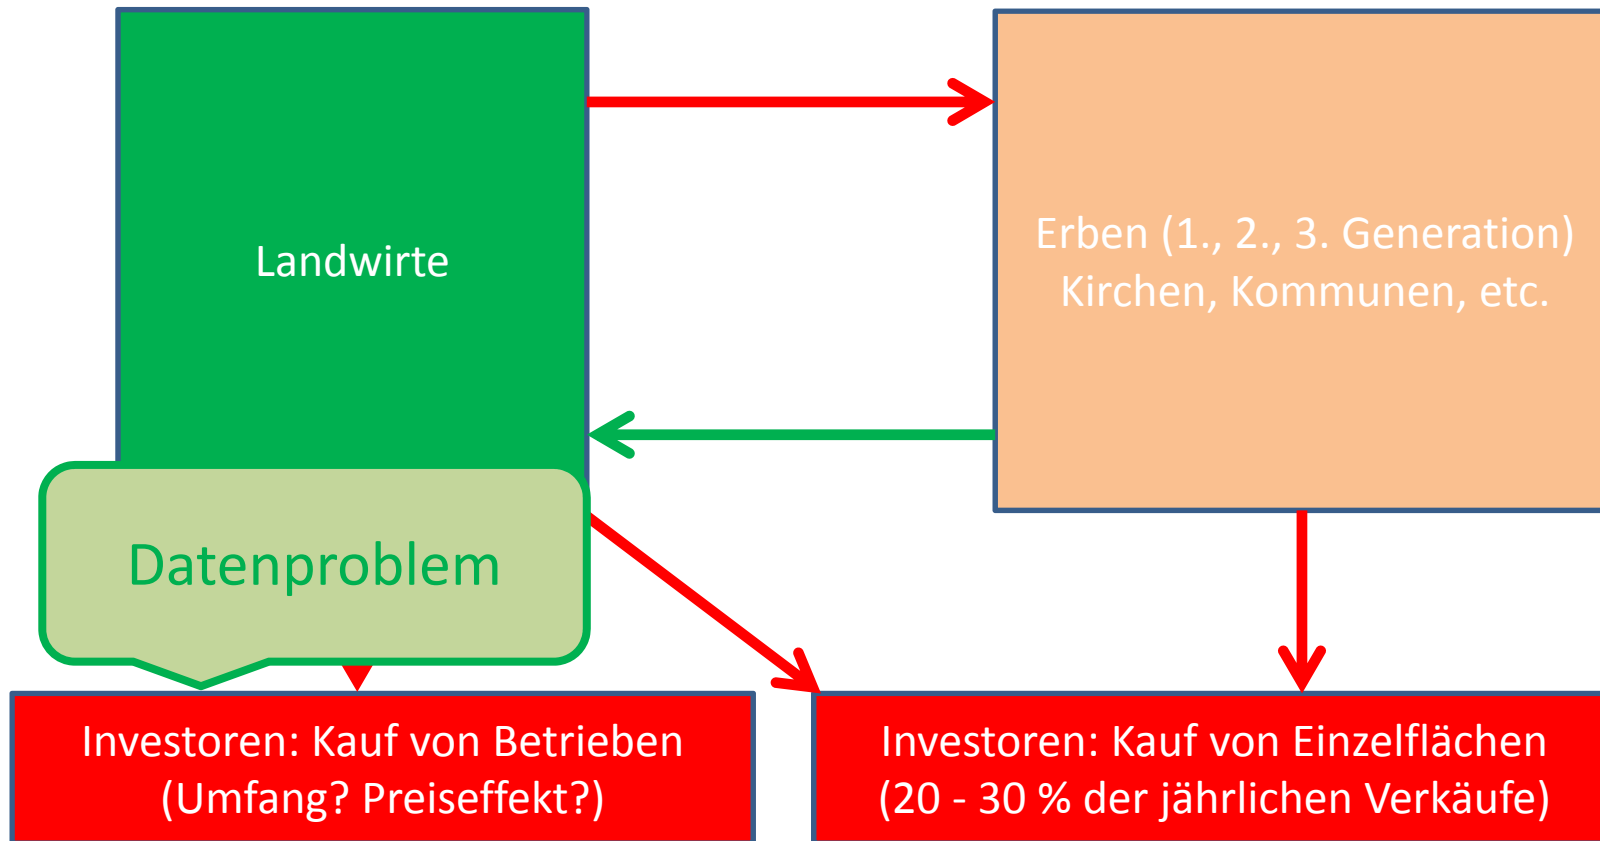 Landwirte
Erben (1., 2., 3. Generation)
Kirchen, Kommunen, etc.
Datenproblem
Investoren: Kauf von Betrieben
(Umfang? Preiseffekt?)
Investoren: Kauf von Einzelflächen
(20 - 30 % der jährlichen Verkäufe)